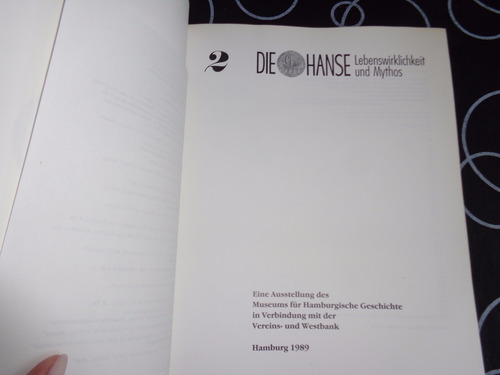 2 DIE HANSE Lebenswirklichkeit
und Mythos
Eine Ausstellung des
Museums für Hamburgische Geschichte
in Verbindung mit der
Vereins- und Westbank
Hamburg 1989